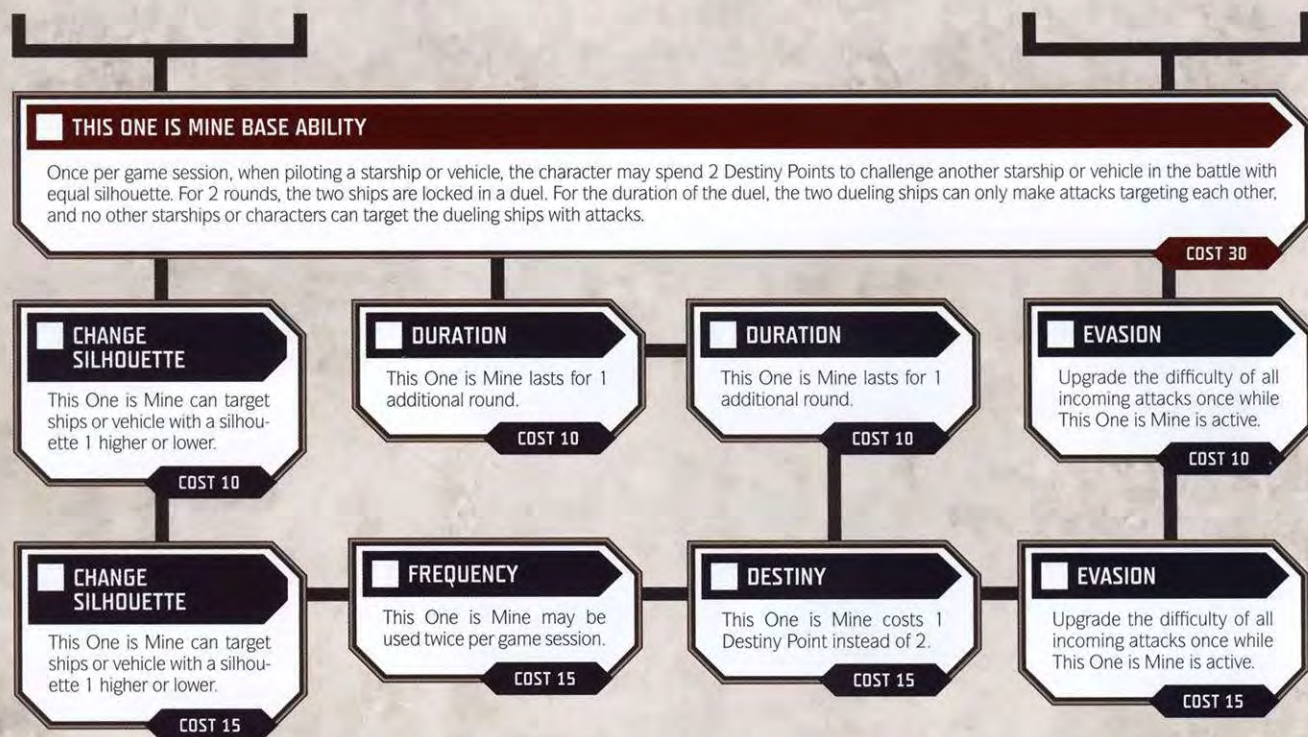 THIS ONE IS MINE BASE ABILITY
Once per game session, when piloting a starship or vehicle, the character may spend 2 Destiny Points to challenge another starship or vehicle in the battle with
equal silhouette. For 2 rounds, the two ships are locked in a duel. For the duration of the duel, the two dueling ships can only make attacks targeting each other,
and no other starships or characters can target the dueling ships with attacks.
COST 30
CHANGE
SILHOUETTE
This One is Mine can target
ships or vehicle with a silhou-
ette 1 higher or lower.
COST 10
DURATION
This One is Mine lasts for 1
additional round.
COST 10
DURATION
This One is Mine lasts for 1
additional round.
COST 10
EVASION
Upgrade the difficulty of all
incoming attacks once while
This One is Mine is active.
COST 10
CHANGE
SILHOUETTE
This One is Mine can target
ships or vehicle with a silhou-
ette 1 higher or lower.
COST 15
FREQUENCY
This One is Mine may be
used twice per game session.
COST 15
DESTINY
This One is Mine costs 1
Destiny Point instead of 2.
COST 15
EVASION
Upgrade the difficulty of all
incoming attacks once while
This One is Mine is active.
COST 15